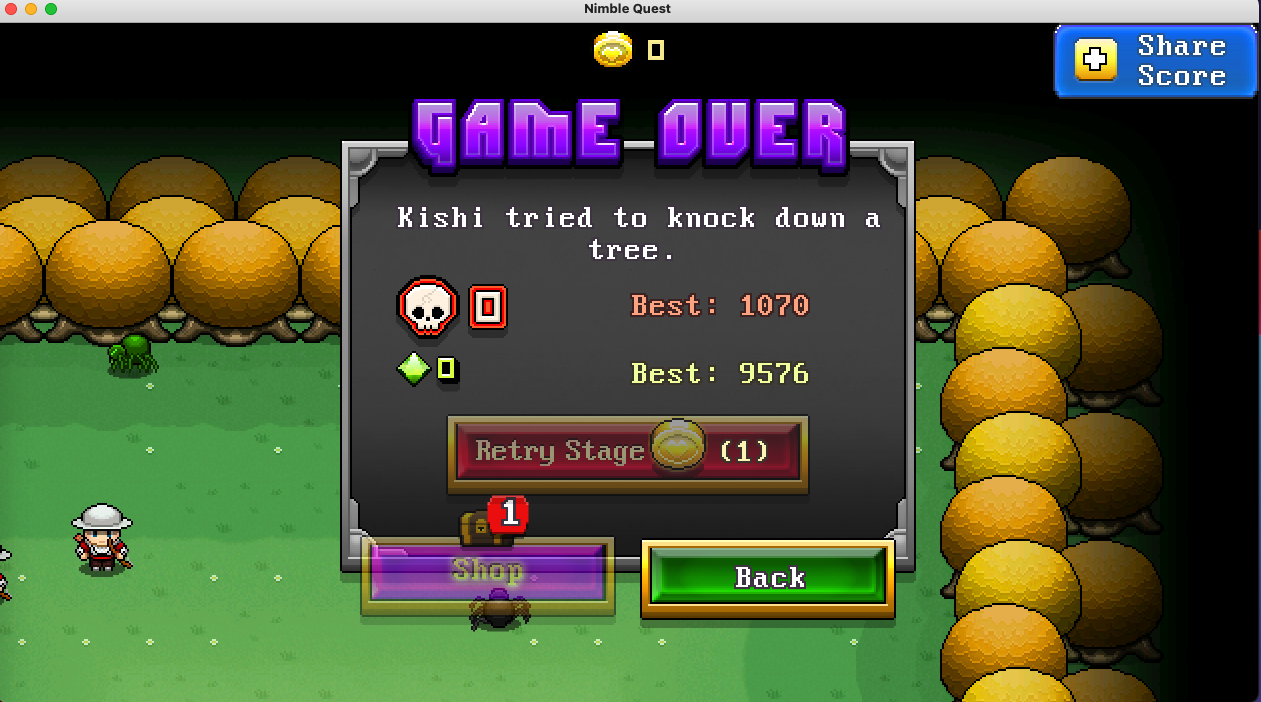 Nimble Quest
0
Share
Score
GAME OVER
Kishi tried to knock down a
tree.
0
Best: 1070
0
Best: 9576
Retry Stage (1)
1
Shop
Back